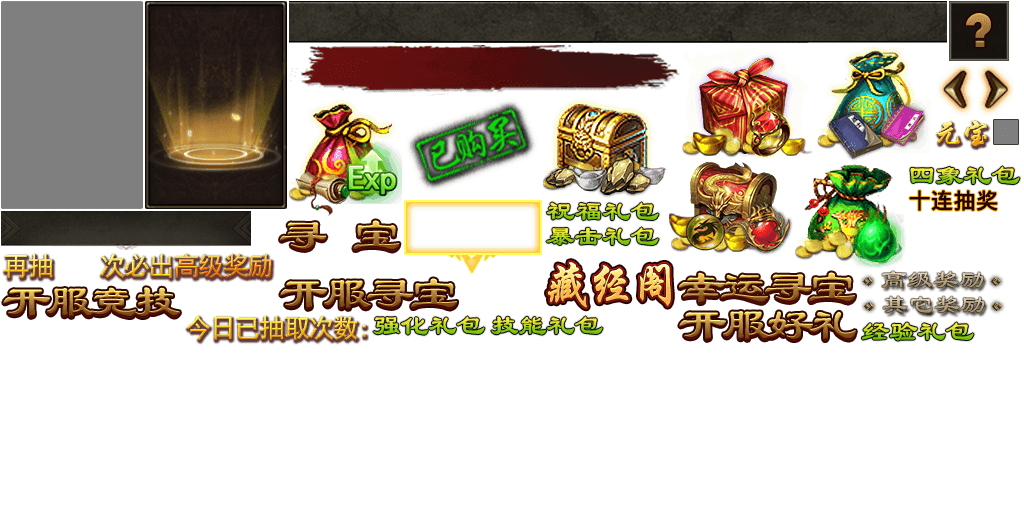 ?
元宝
Exp
已购买
四象礼包
十连抽奖
祝福礼包
暴击礼包
寻 宝
再抽 次必出高级奖励
开服竞技
开服寻宝
藏经阁
幸运寻宝
高级奖励
其它奖励
今日已抽取次数:
强化礼包
技能礼包
开服好礼
经验礼包